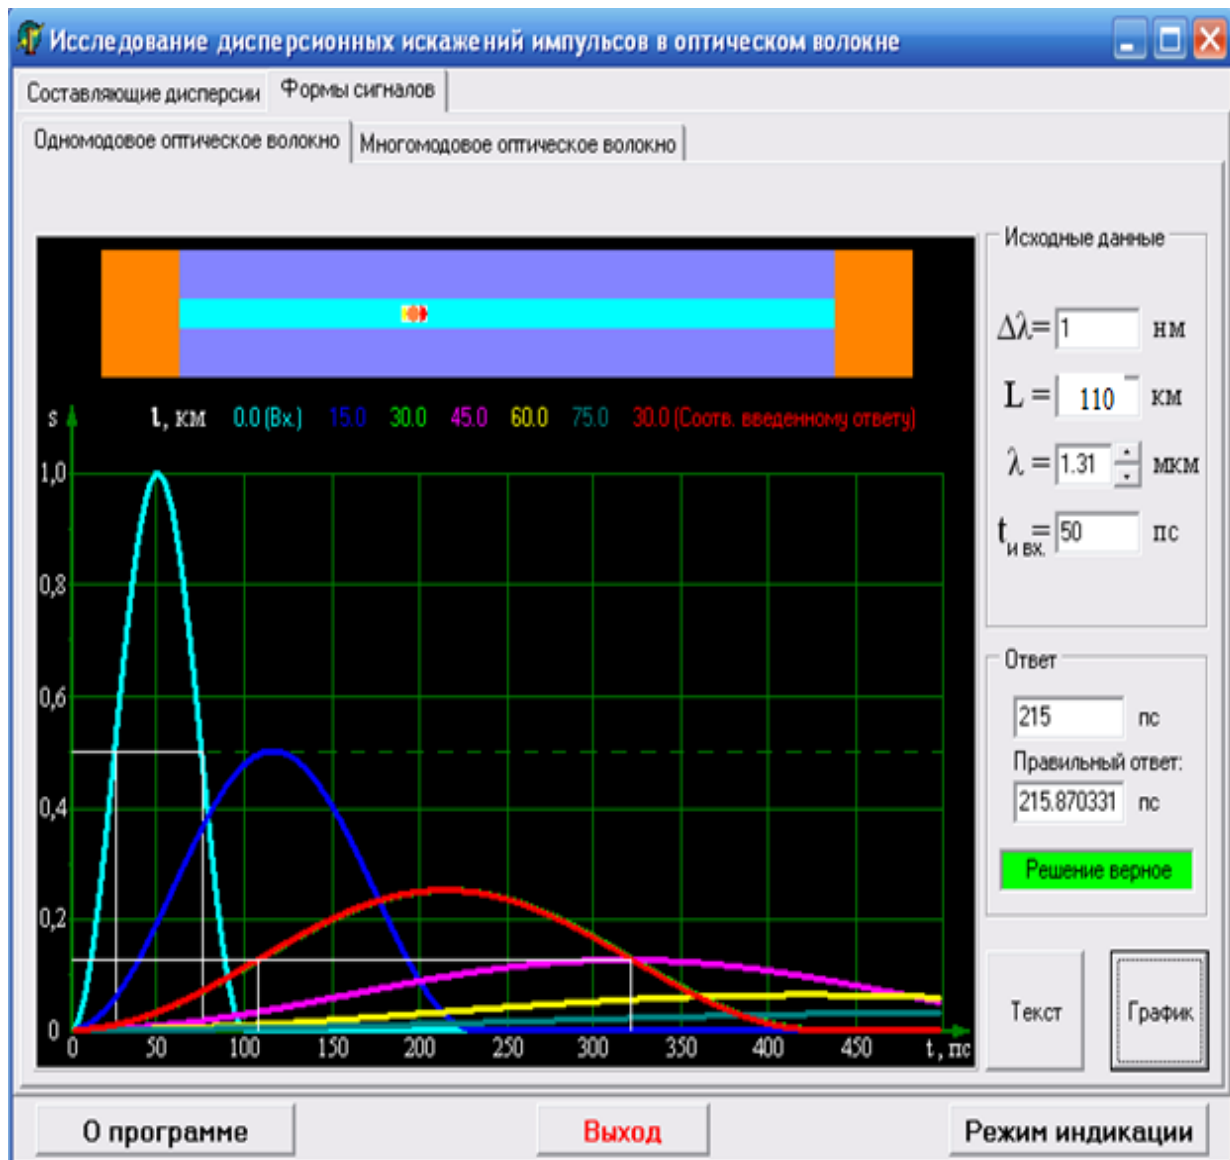 Исследование дисперсионных искажений импульсов в оптическом волокне
Составляющие дисперсии Формы сигналов
Одномодовое оптическое волокно Многомодовое оптическое волокно
Исходные данные
Δλ= 1 нм
L = 110 км
λ = 1.31 мкм
tи вх.= 50 пс
s l, км 0.0 (Вх.) 15.0 30.0 45.0 60.0 75.0 30.0 (Соотв. введенному ответу)
1,0
0,8
0,6
0,4
0,2
0
0 50 100 150 200 250 300 350 400 450 t, пс
Ответ
215 пс
Правильный ответ:
215.870331 пс
Решение верное
Текст График
О программе Выход Режим индикации